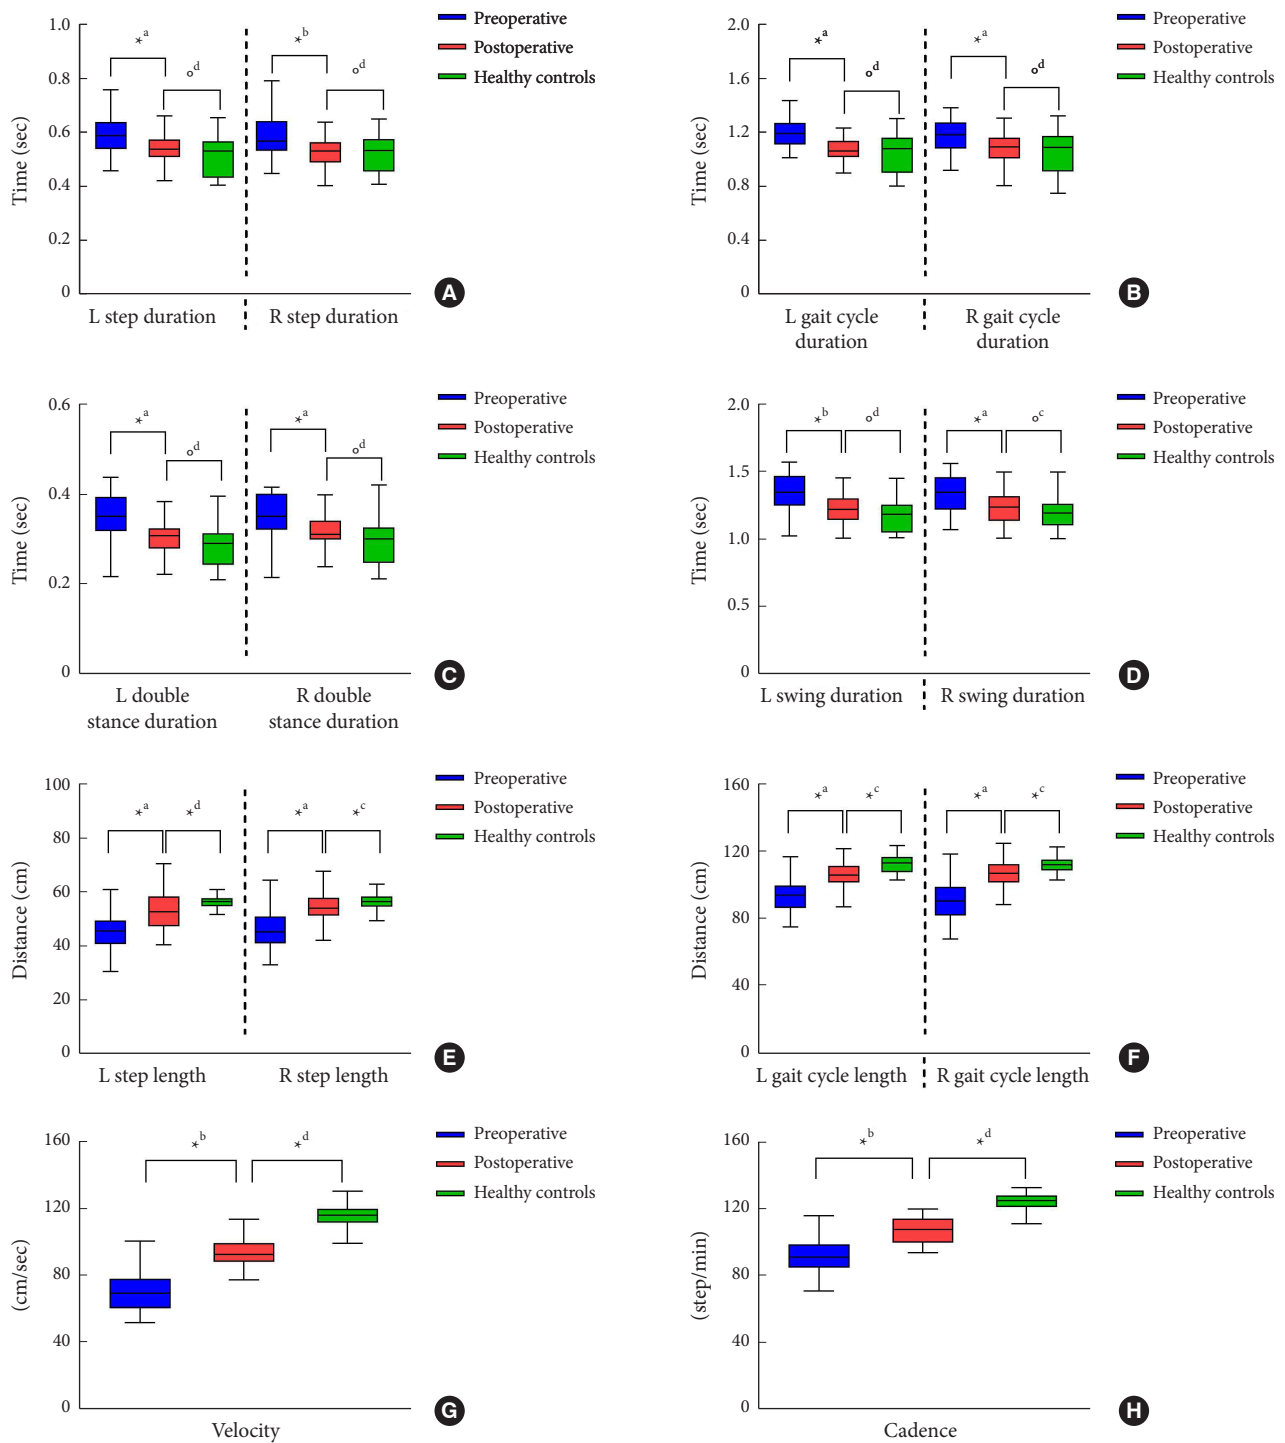 1.0
0.8
0.6
0.4
0.2
0
Time (sec)
*a
od
*b
od
L step duration
R step duration
Preoperative
Postoperative
Healthy controls
A
2.0
1.6
1.2
0.8
0.4
0
Time (sec)
*a
od
*a
od
L gait cycle
duration
R gait cycle
duration
Preoperative
Postoperative
Healthy controls
B
0.6
0.4
0.2
0
Time (sec)
*a
od
*a
od
L double
stance duration
R double
stance duration
Preoperative
Postoperative
Healthy controls
C
2.0
1.5
1.0
0.5
0
Time (sec)
*b
od
*a
oc
L swing duration
R swing duration
Preoperative
Postoperative
Healthy controls
D
100
80
60
40
20
0
Distance (cm)
*a
*d
*a
*c
L step length
R step length
Preoperative
Postoperative
Healthy controls
E
160
120
80
40
0
Distance (cm)
*a
*c
*a
*c
L gait cycle length
R gait cycle length
Preoperative
Postoperative
Healthy controls
F
160
120
80
40
0
(cm/sec)
*b
*d
Velocity
Preoperative
Postoperative
Healthy controls
G
160
120
80
40
0
(step/min)
*b
*d
Cadence
Preoperative
Postoperative
Healthy controls
H